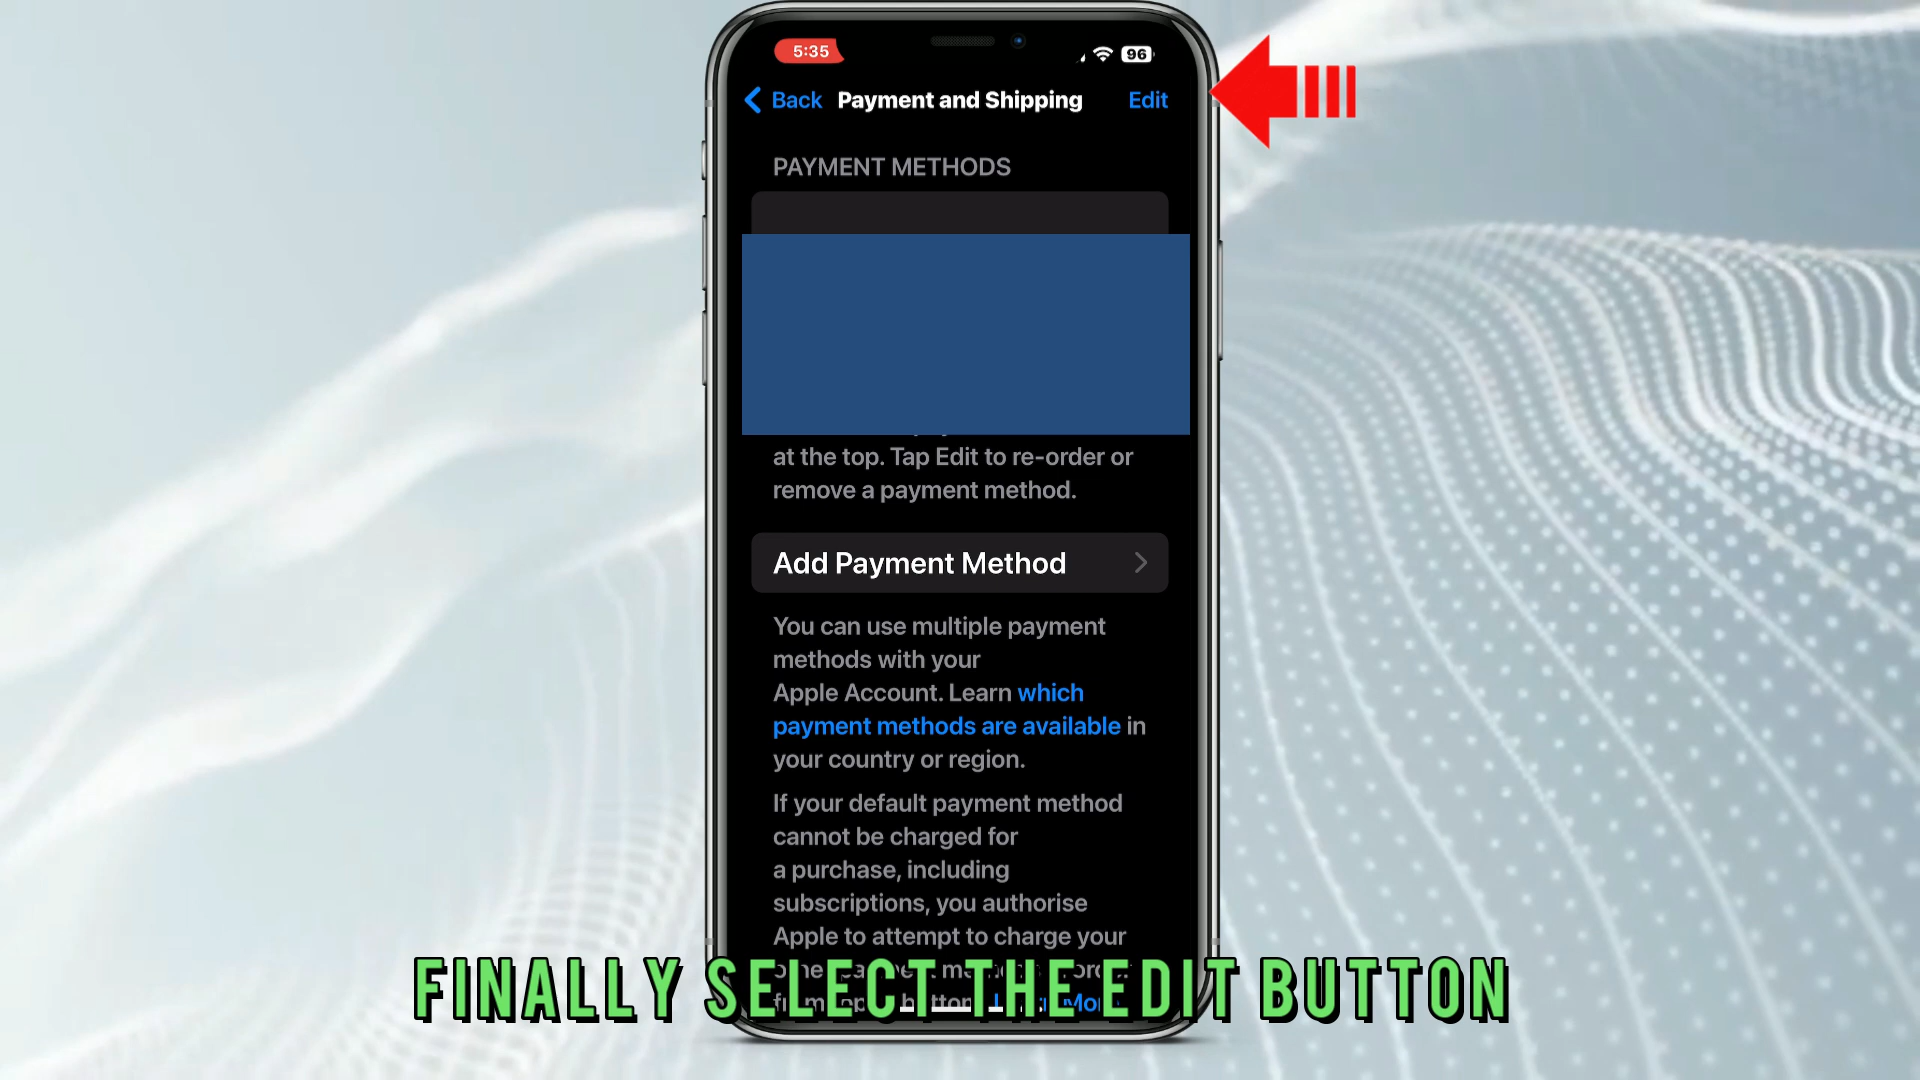 5:35
96
Back Payment and Shipping Edit
PAYMENT METHODS
at the top. Tap Edit to re-order or
remove a payment method.
Add Payment Method
You can use multiple payment
methods with your
Apple Account. Learn which
payment methods are available in
your country or region.
If your default payment method
cannot be charged for
a purchase, including
subscriptions, you authorise
Apple to attempt to charge your
FINALLY SELECT THE EDIT BUTTON